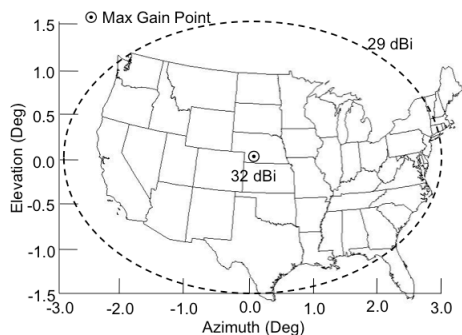 Max Gain Point
1.5
29 dBi
1.0
0.5
Elevation (Deg)
0.0
32 dBi
-0.5
-1.0
-1.5
-3.0 -2.0 -1.0 0.0 1.0 2.0 3.0
Azimuth (Deg)